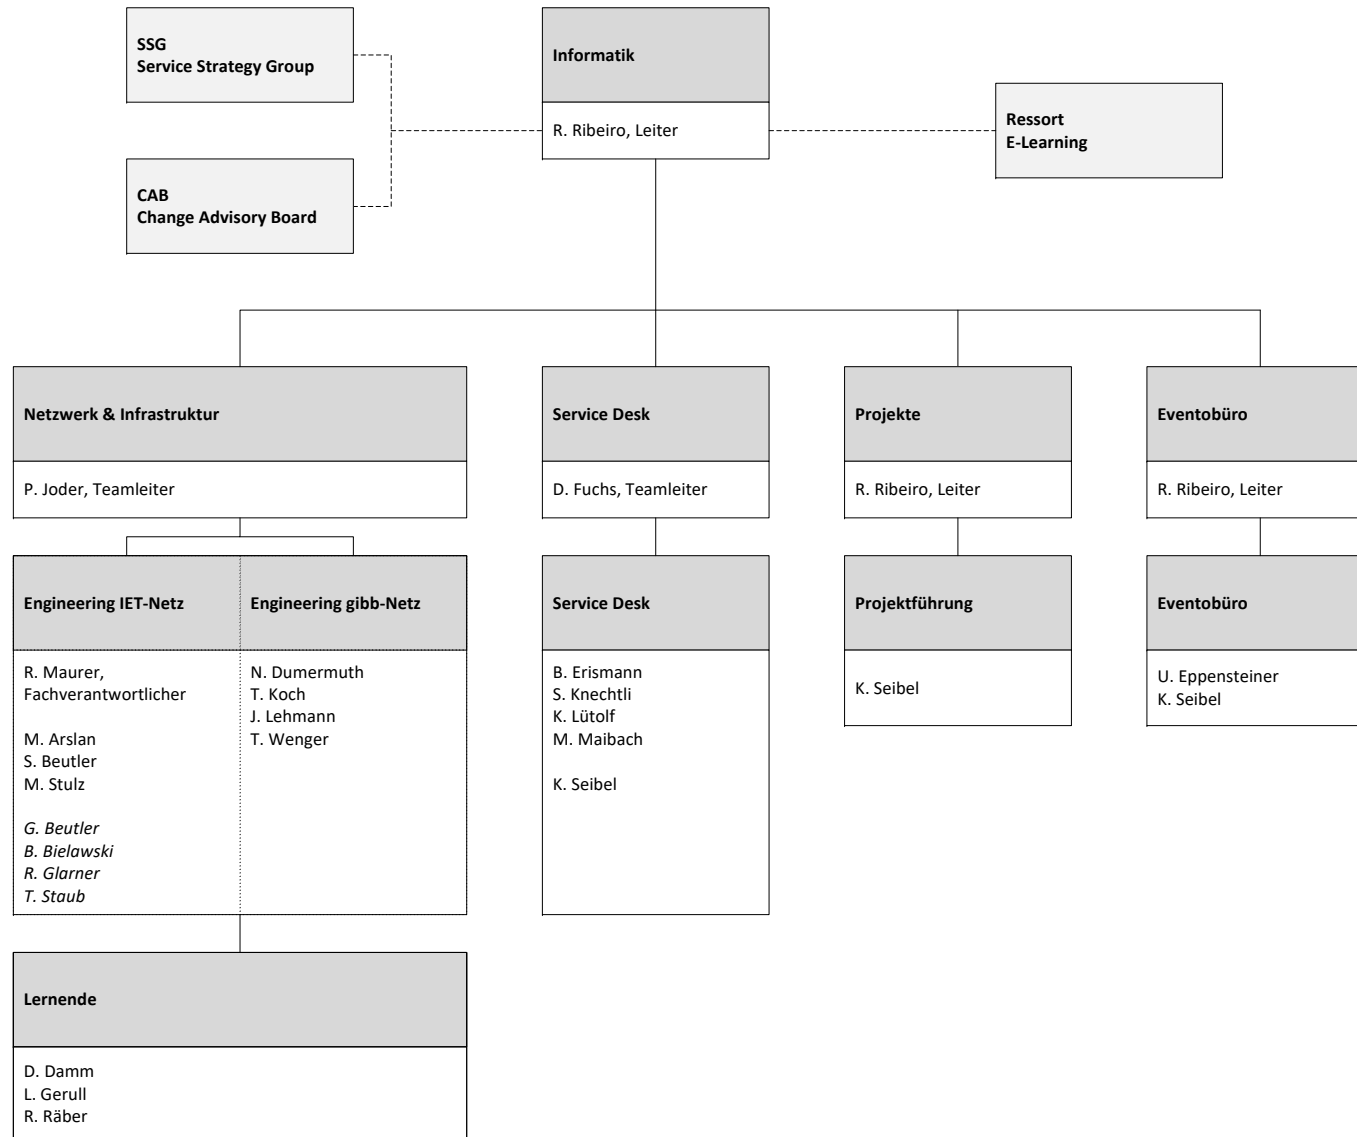 SSG
Service Strategy Group
Informatik
R. Ribeiro, Leiter
Ressort
E-Learning
CAB
Change Advisory Board
Netzwerk & Infrastruktur
P. Joder, Teamleiter
Service Desk
D. Fuchs, Teamleiter
Projekte
R. Ribeiro, Leiter
Eventobüro
R. Ribeiro, Leiter
Engineering IET-Netz
R. Maurer,
Fachverantwortlicher
M. Arslan
S. Beutler
M. Stulz
G. Beutler
B. Bielawski
R. Glarner
T. Staub
Engineering gibb-Netz
N. Dumermuth
T. Koch
J. Lehmann
T. Wenger
Service Desk
B. Erismann
S. Knechtli
K. Lütolf
M. Maibach
K. Seibel
Projektführung
K. Seibel
Eventobüro
U. Eppensteiner
K. Seibel
Lernende
D. Damm
L. Gerull
R. Räber